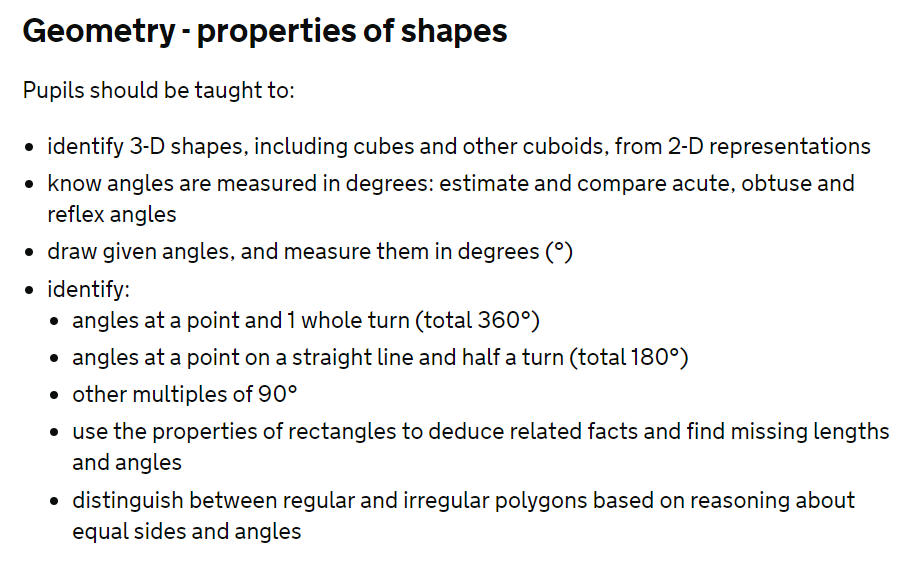 Geometry - properties of shapes
Pupils should be taught to:
• identify 3-D shapes, including cubes and other cuboids, from 2-D representations
• know angles are measured in degrees: estimate and compare acute, obtuse and
reflex angles
• draw given angles, and measure them in degrees (°)
• identify:
• angles at a point and 1 whole turn (total 360°)
• angles at a point on a straight line and half a turn (total 180°)
• other multiples of 90°
• use the properties of rectangles to deduce related facts and find missing lengths
and angles
• distinguish between regular and irregular polygons based on reasoning about
equal sides and angles